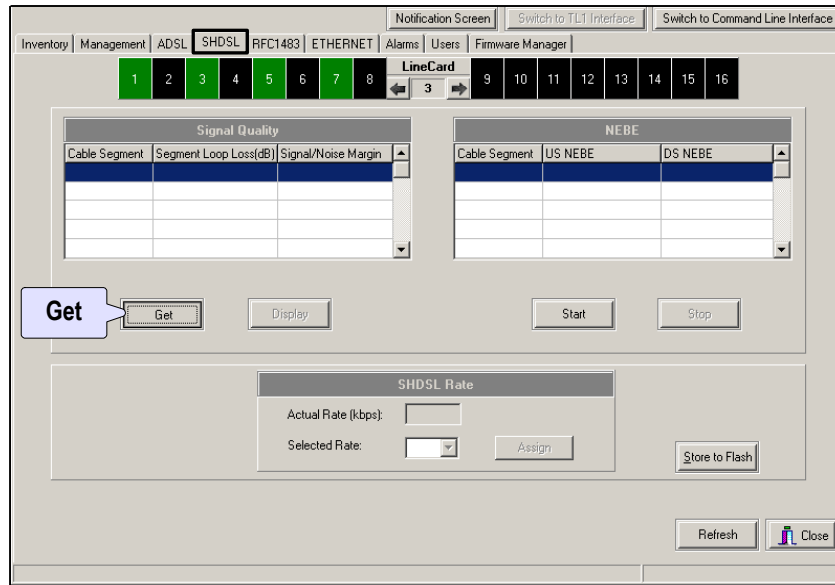 Notification Screen Switch to TL1 Interface Switch to Command Line Interface
Inventory Management ADSL SHDSL RFC1483 ETHERNET Alarms Users Firmware Manager
LineCard
1 2 3 4 5 6 7 8 3 9 10 11 12 13 14 15 16
Signal Quality NEBE
Cable Segment Segment Loop Loss(dB) Signal/Noise Margin Cable Segment US NEBE DS NEBE
Get Get Display Start Stop
SHDSL Rate
Actual Rate (kbps):
Selected Rate: Assign
Store to Flash
Refresh Close